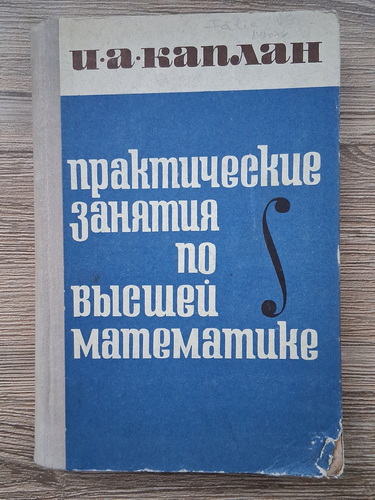 И·А·КАПЛАН
практические
занятия
по
высшей
математике
∫